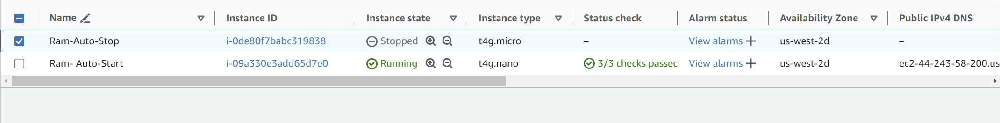 Name Instance ID Instance state Instance type Status check Alarm status Availability Zone Public IPv4 DNS
Ram-Auto-Stop i-0de80f7babc319838 Stopped t4g.micro – View alarms + us-west-2d –
Ram- Auto-Start i-09a330e3add65d7e0 Running t4g.nano 3/3 checks passed View alarms + us-west-2d ec2-44-243-58-200.us